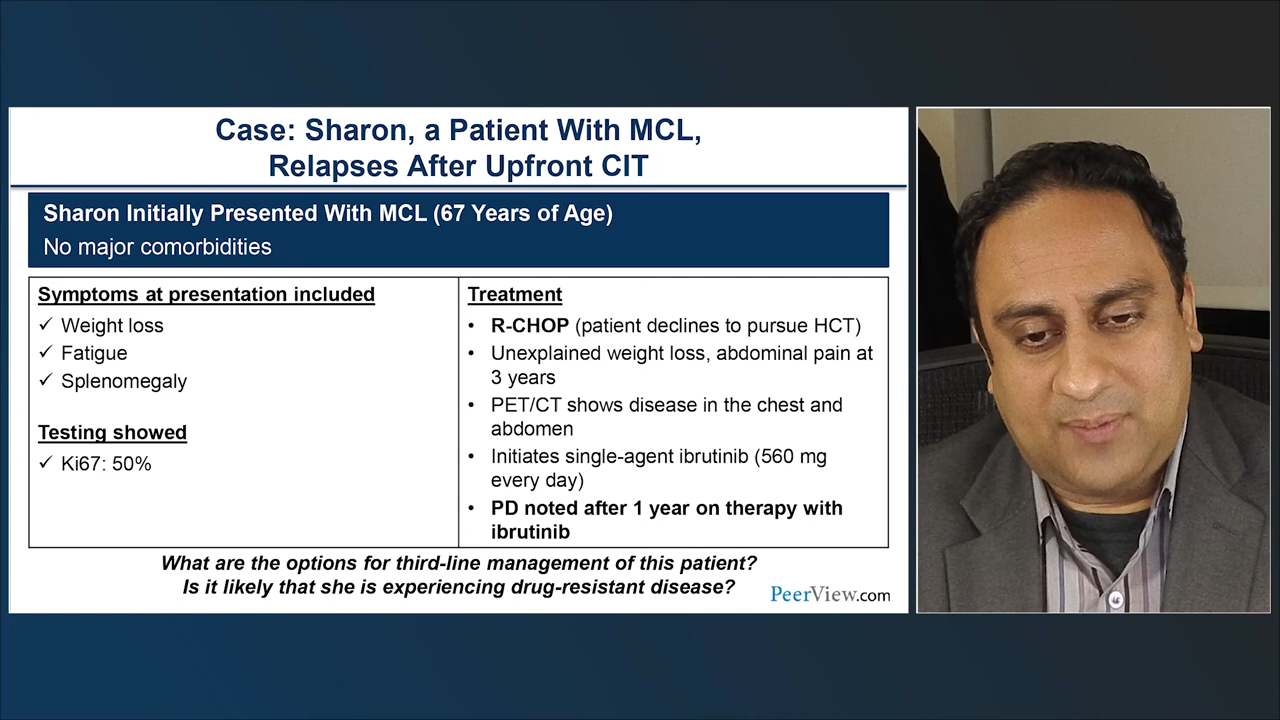 Case: Sharon, a Patient With MCL,
Relapses After Upfront CIT
Sharon Initially Presented With MCL (67 Years of Age)
No major comorbidities
Symptoms at presentation included
✓ Weight loss
✓ Fatigue
✓ Splenomegaly
Testing showed
✓ Ki67: 50%
Treatment
• R-CHOP (patient declines to pursue HCT)
• Unexplained weight loss, abdominal pain at
3 years
• PET/CT shows disease in the chest and
abdomen
• Initiates single-agent ibrutinib (560 mg
every day)
• PD noted after 1 year on therapy with
ibrutinib
What are the options for third-line management of this patient?
Is it likely that she is experiencing drug-resistant disease?
PeerView.com